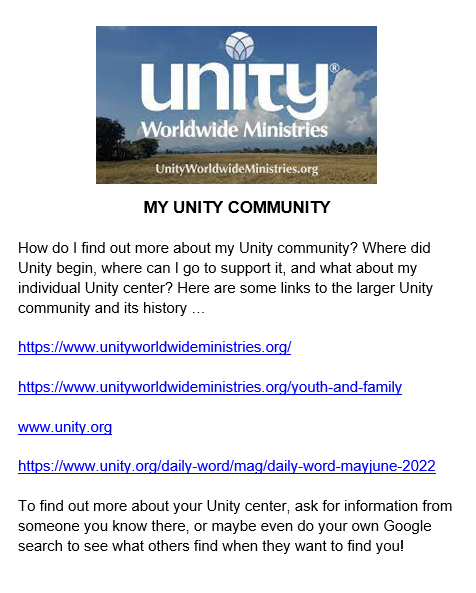 unity®
Worldwide Ministries
UnityWorldwideMinistries.org
MY UNITY COMMUNITY
How do I find out more about my Unity community? Where did
Unity begin, where can I go to support it, and what about my
individual Unity center? Here are some links to the larger Unity
community and its history …
https://www.unityworldwideministries.org/
https://www.unityworldwideministries.org/youth-and-family
www.unity.org
https://www.unity.org/daily-word/mag/daily-word-mayjune-2022
To find out more about your Unity center, ask for information from
someone you know there, or maybe even do your own Google
search to see what others find when they want to find you!